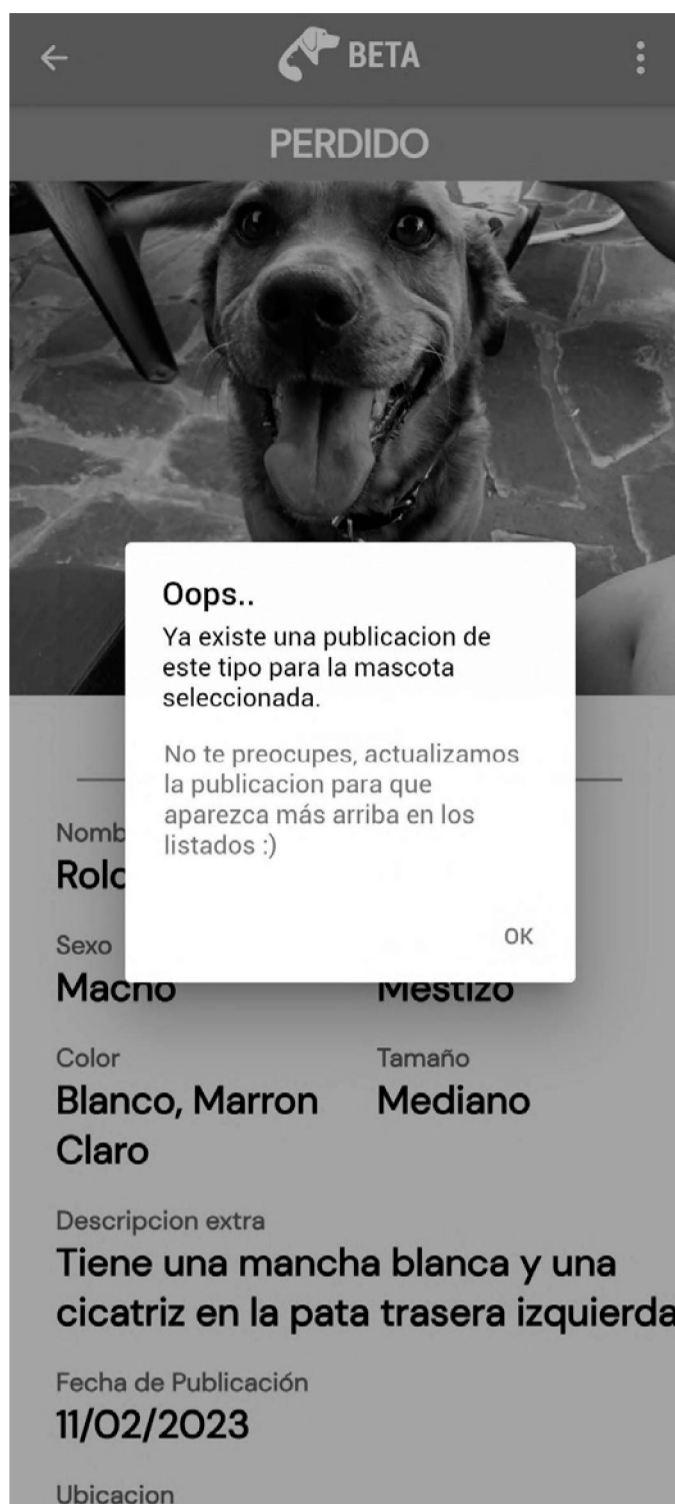 BETA
PERDIDO
Oops..
Ya existe una publicacion de
este tipo para la mascota
seleccionada.
No te preocupes, actualizamos
la publicacion para que
aparezca más arriba en los
listados :)
OK
Sexo
Macho
Mestizo
Color
Tamaño
Blanco, Marron
Mediano
Claro
Descripcion extra
Tiene una mancha blanca y una
cicatriz en la pata trasera izquierda
Fecha de Publicación
11/02/2023
Ubicacion